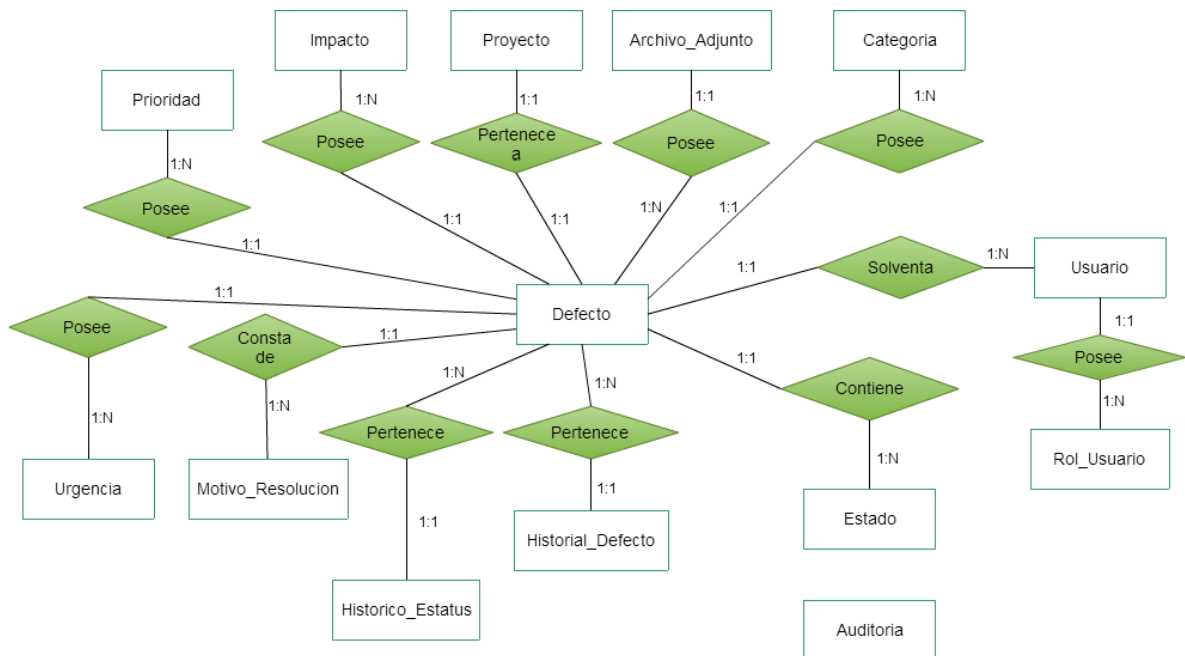 Impacto
Proyecto
Archivo_Adjunto
Categoria
Prioridad
1:N
1:1
1:1
1:N
Posee
Pertenece
a
Posee
Posee
1:N
Posee
1:1
1:1
1:N
1:1
1:1
Solventa
1:N
Usuario
1:1
1:1
Posee
Consta
de
1:1
Defecto
1:1
1:1
Posee
1:N
1:N
1:N
1:N
Contiene
1:N
Pertenece
Pertenece
1:N
Rol_Usuario
Urgencia
Motivo_Resolucion
1:1
1:1
Estado
Historial_Defecto
Historico_Estatus
Auditoria